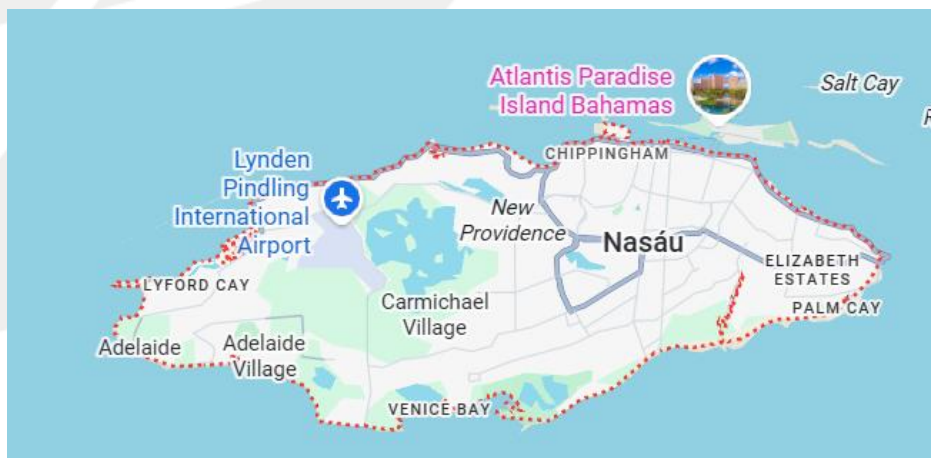 Atlantis Paradise
Island Bahamas
Salt Cay
R
CHIPPINGHAM
Lynden
Pindling
International
Airport
New
Providence
Nasáu
ELIZABETH
ESTATES
LYFORD CAY
Carmichael
Village
PALM CAY
Adelaide
Adelaide
Village
VENICE BAY